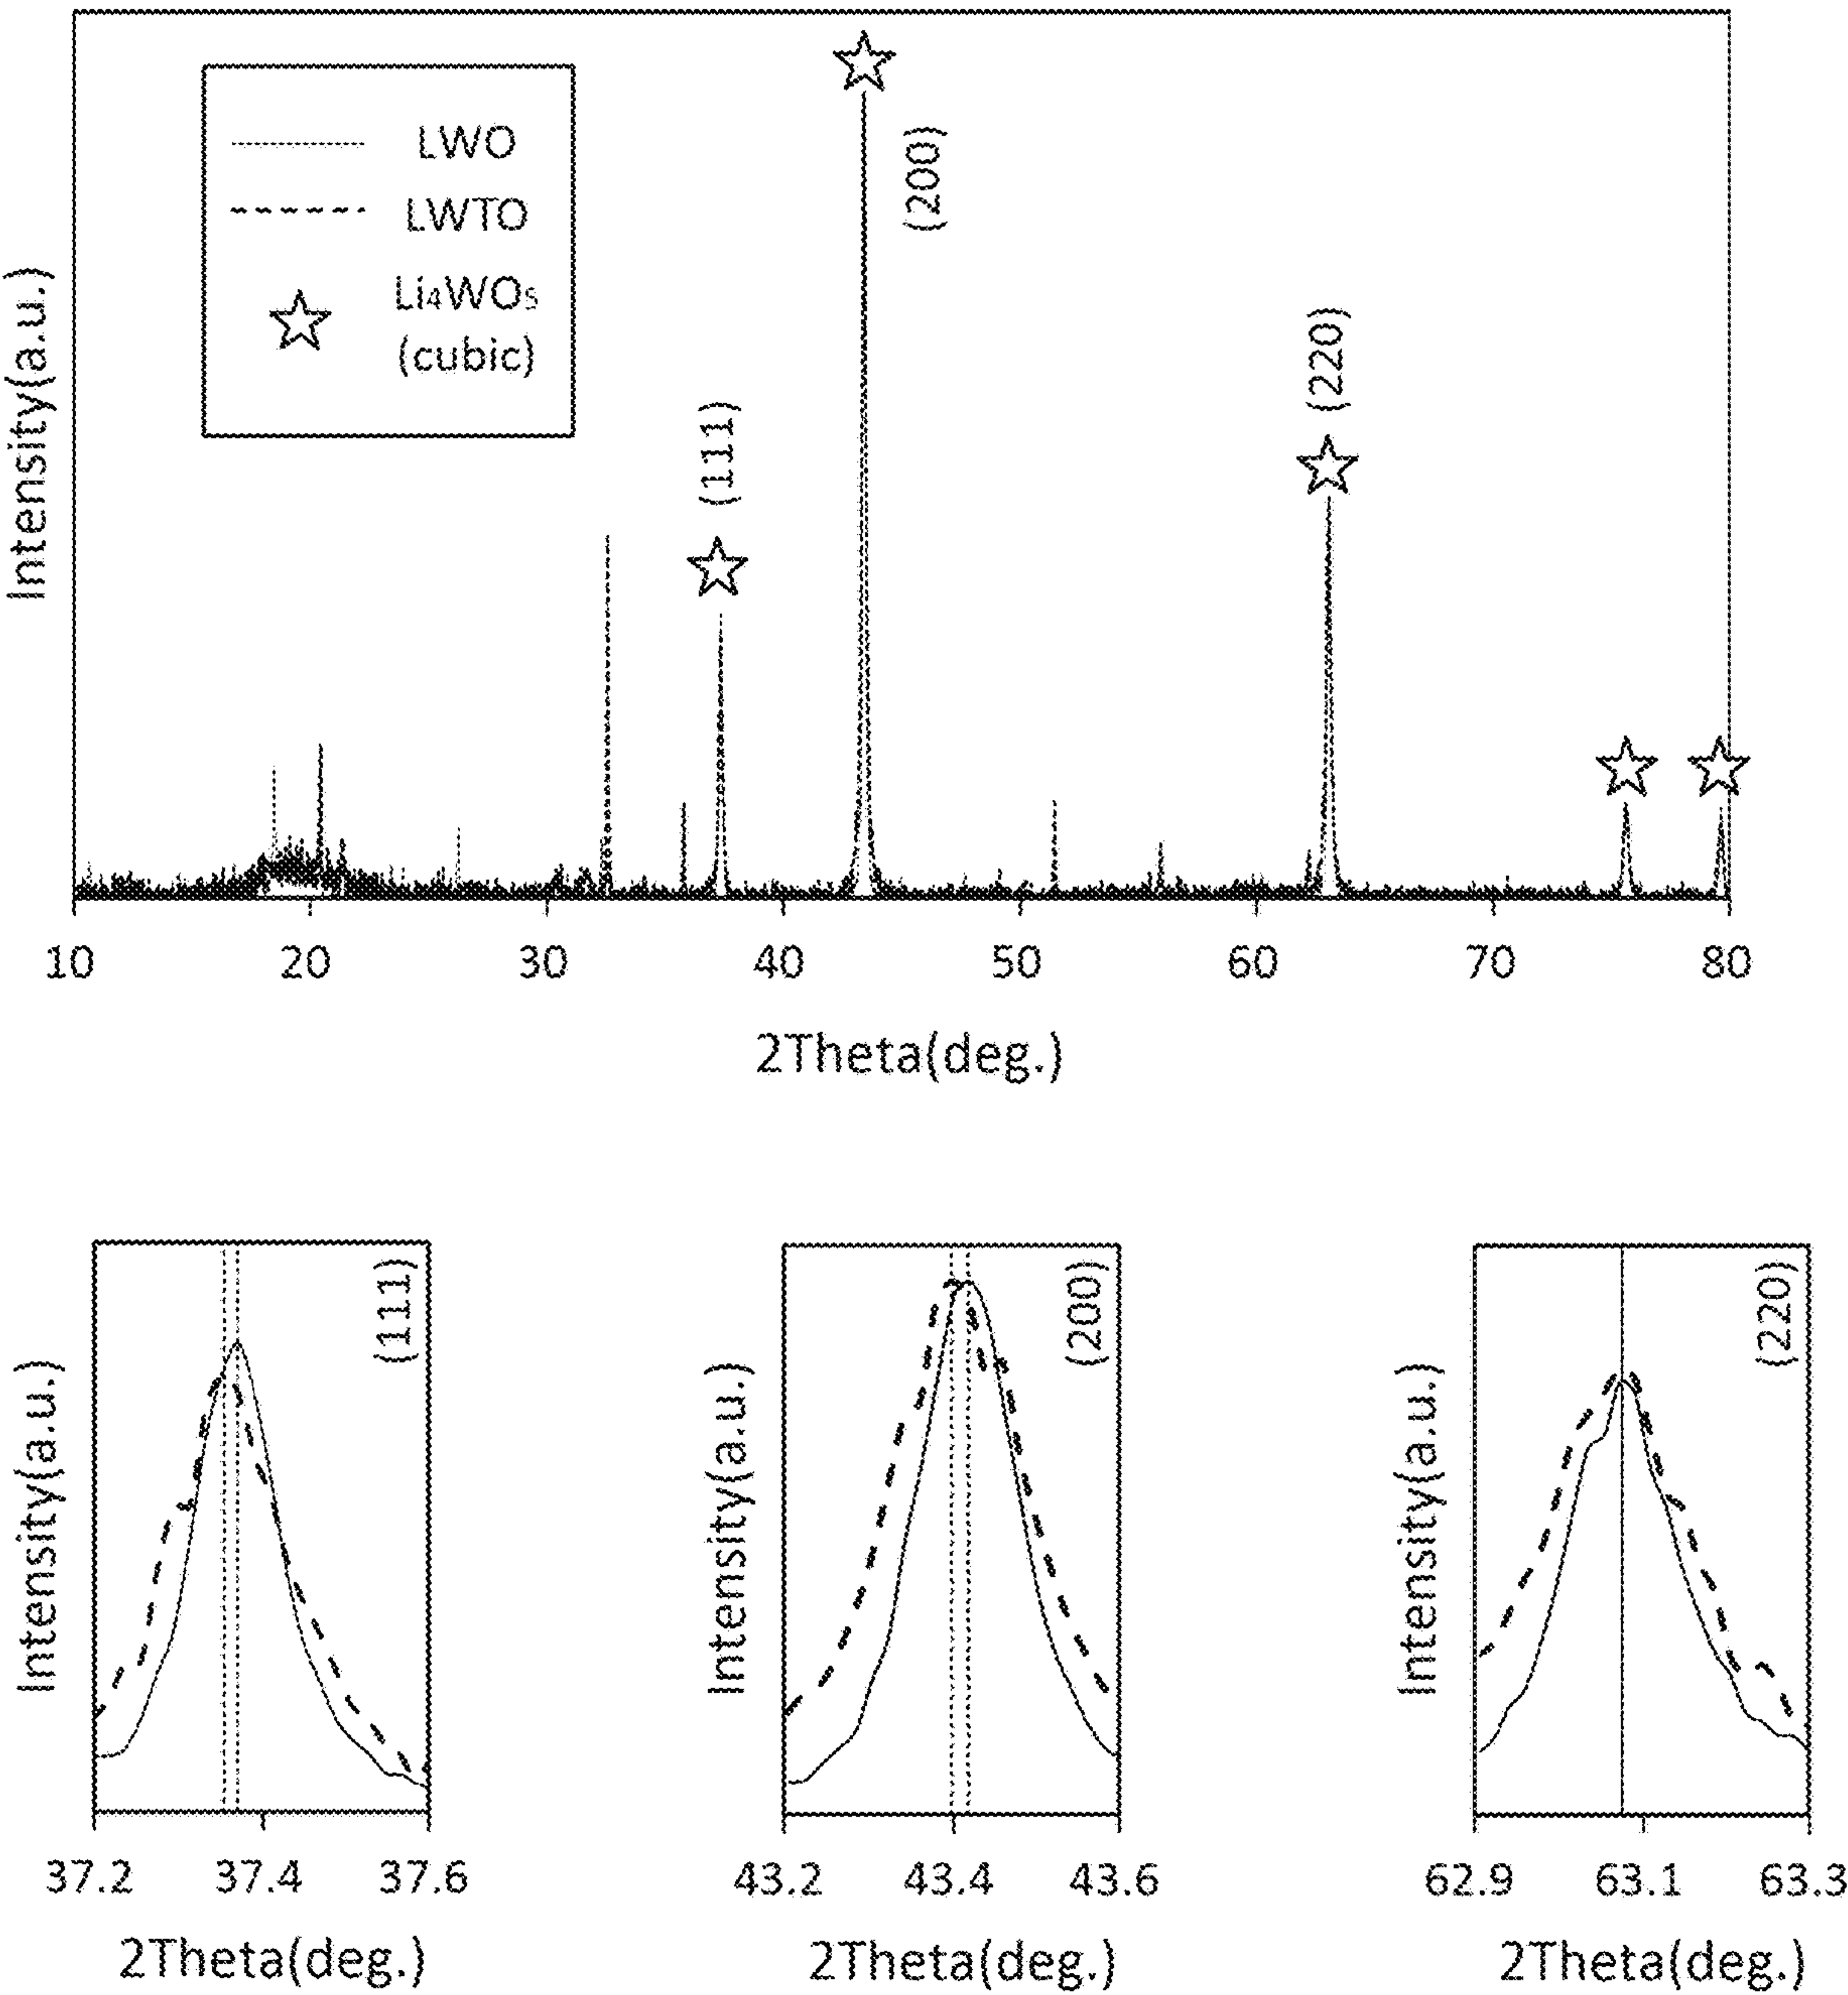 LWO
LWTO
Li₄WO₅
(cubic)
(111)
(200)
(220)
Intensity(a.u.)
10 20 30 40 50 60 70 80
2Theta(deg.)
(111)
Intensity(a.u.)
37.2 37.4 37.6
2Theta(deg.)
(200)
Intensity(a.u.)
43.2 43.4 43.6
2Theta(deg.)
(220)
Intensity(a.u.)
62.9 63.1 63.3
2Theta(deg.)